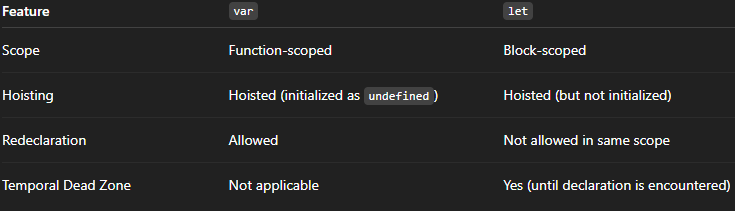 Feature var let
Scope Function-scoped Block-scoped
Hoisting Hoisted (initialized as undefined) Hoisted (but not initialized)
Redeclaration Allowed Not allowed in same scope
Temporal Dead Zone Not applicable Yes (until declaration is encountered)